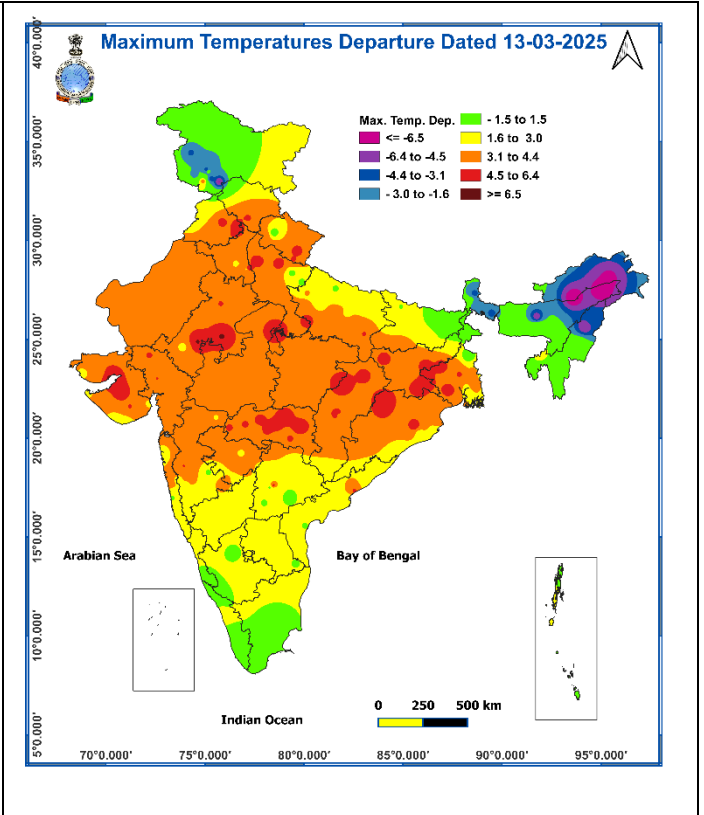 Maximum Temperatures Departure Dated 13-03-2025
Max. Temp. Dep.
<= -6.5
-6.4 to -4.5
-4.4 to -3.1
- 3.0 to -1.6
- 1.5 to 1.5
1.6 to 3.0
3.1 to 4.4
4.5 to 6.4
>= 6.5
40°0.000'
35°0.000'
30°0.000'
25°0.000'
20°0.000'
15°0.000'
10°0.000'
5°0.000'
Arabian Sea
Bay of Bengal
Indian Ocean
0 250 500 km
70°0.000' 75°0.000' 80°0.000' 85°0.000' 90°0.000' 95°0.000'